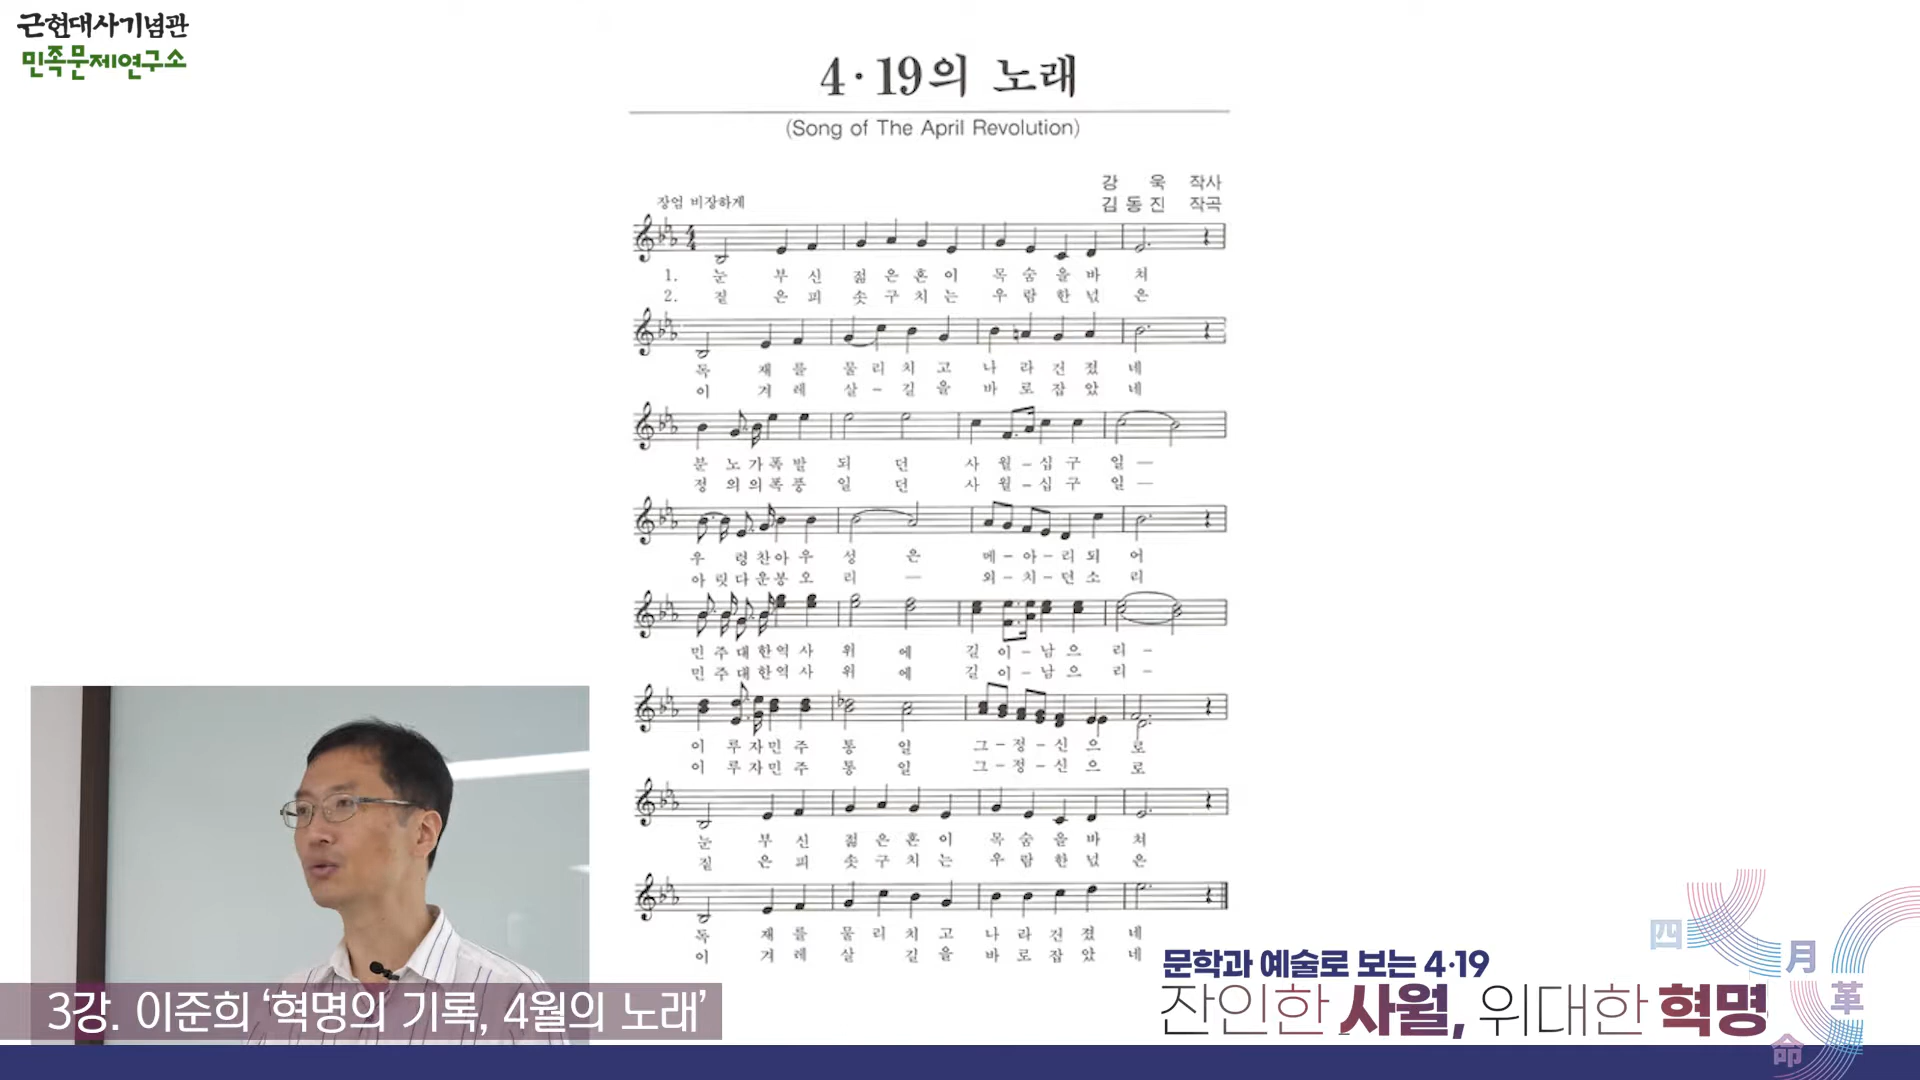 근현대사기념관
민족문제연구소
4·19의 노래
(Song of The April Revolution)
강 욱 작사
장엄 비장하게
김동진 작곡
1. 눈 부신 젊은혼이 목숨을바 쳐
2. 짙 은피 솟구치는 우람한넋 은
독 재를 물리치고 나라건졌 네
이 겨레 살-길을 바로잡았 네
분노가폭발 되던 사월-십구 일—
정의의폭풍 일던 사월-십구 일—
우 렁찬아우 성은 메-아-리되 어
아릿다운봉오 리— 외-치-던소 리
민주대한역사 위에 길이-남으 리-
민주대한역사 위에 길이-남으 리-
이루자민주 통일 그-정-신으 로
이루자민주 통일 그-정-신으 로
눈 부신 젊은혼이 목숨을바 쳐
짙 은피 솟구치는 우람한넋 은
독 재를 물리치고 나라건졌 네
이 겨레 살길을 바로잡았 네
문학과 예술로 보는 4·19
잔인한 사월, 위대한 혁명
四月革命
3강. 이준희 ‘혁명의 기록, 4월의 노래’